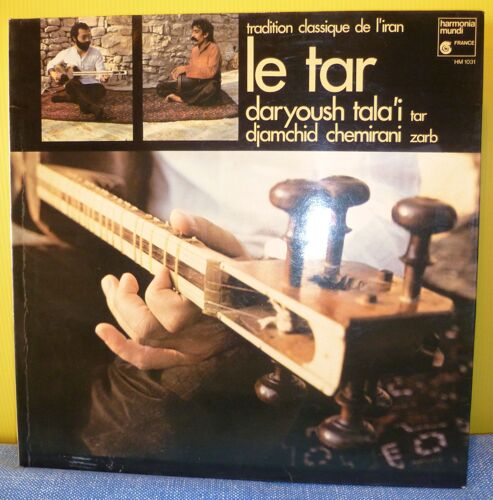 tradition classique de l'iran
harmonia
mundi
FRANCE
HM 1031
le tar
daryoush tala'i tar
djamchid chemirani zarb